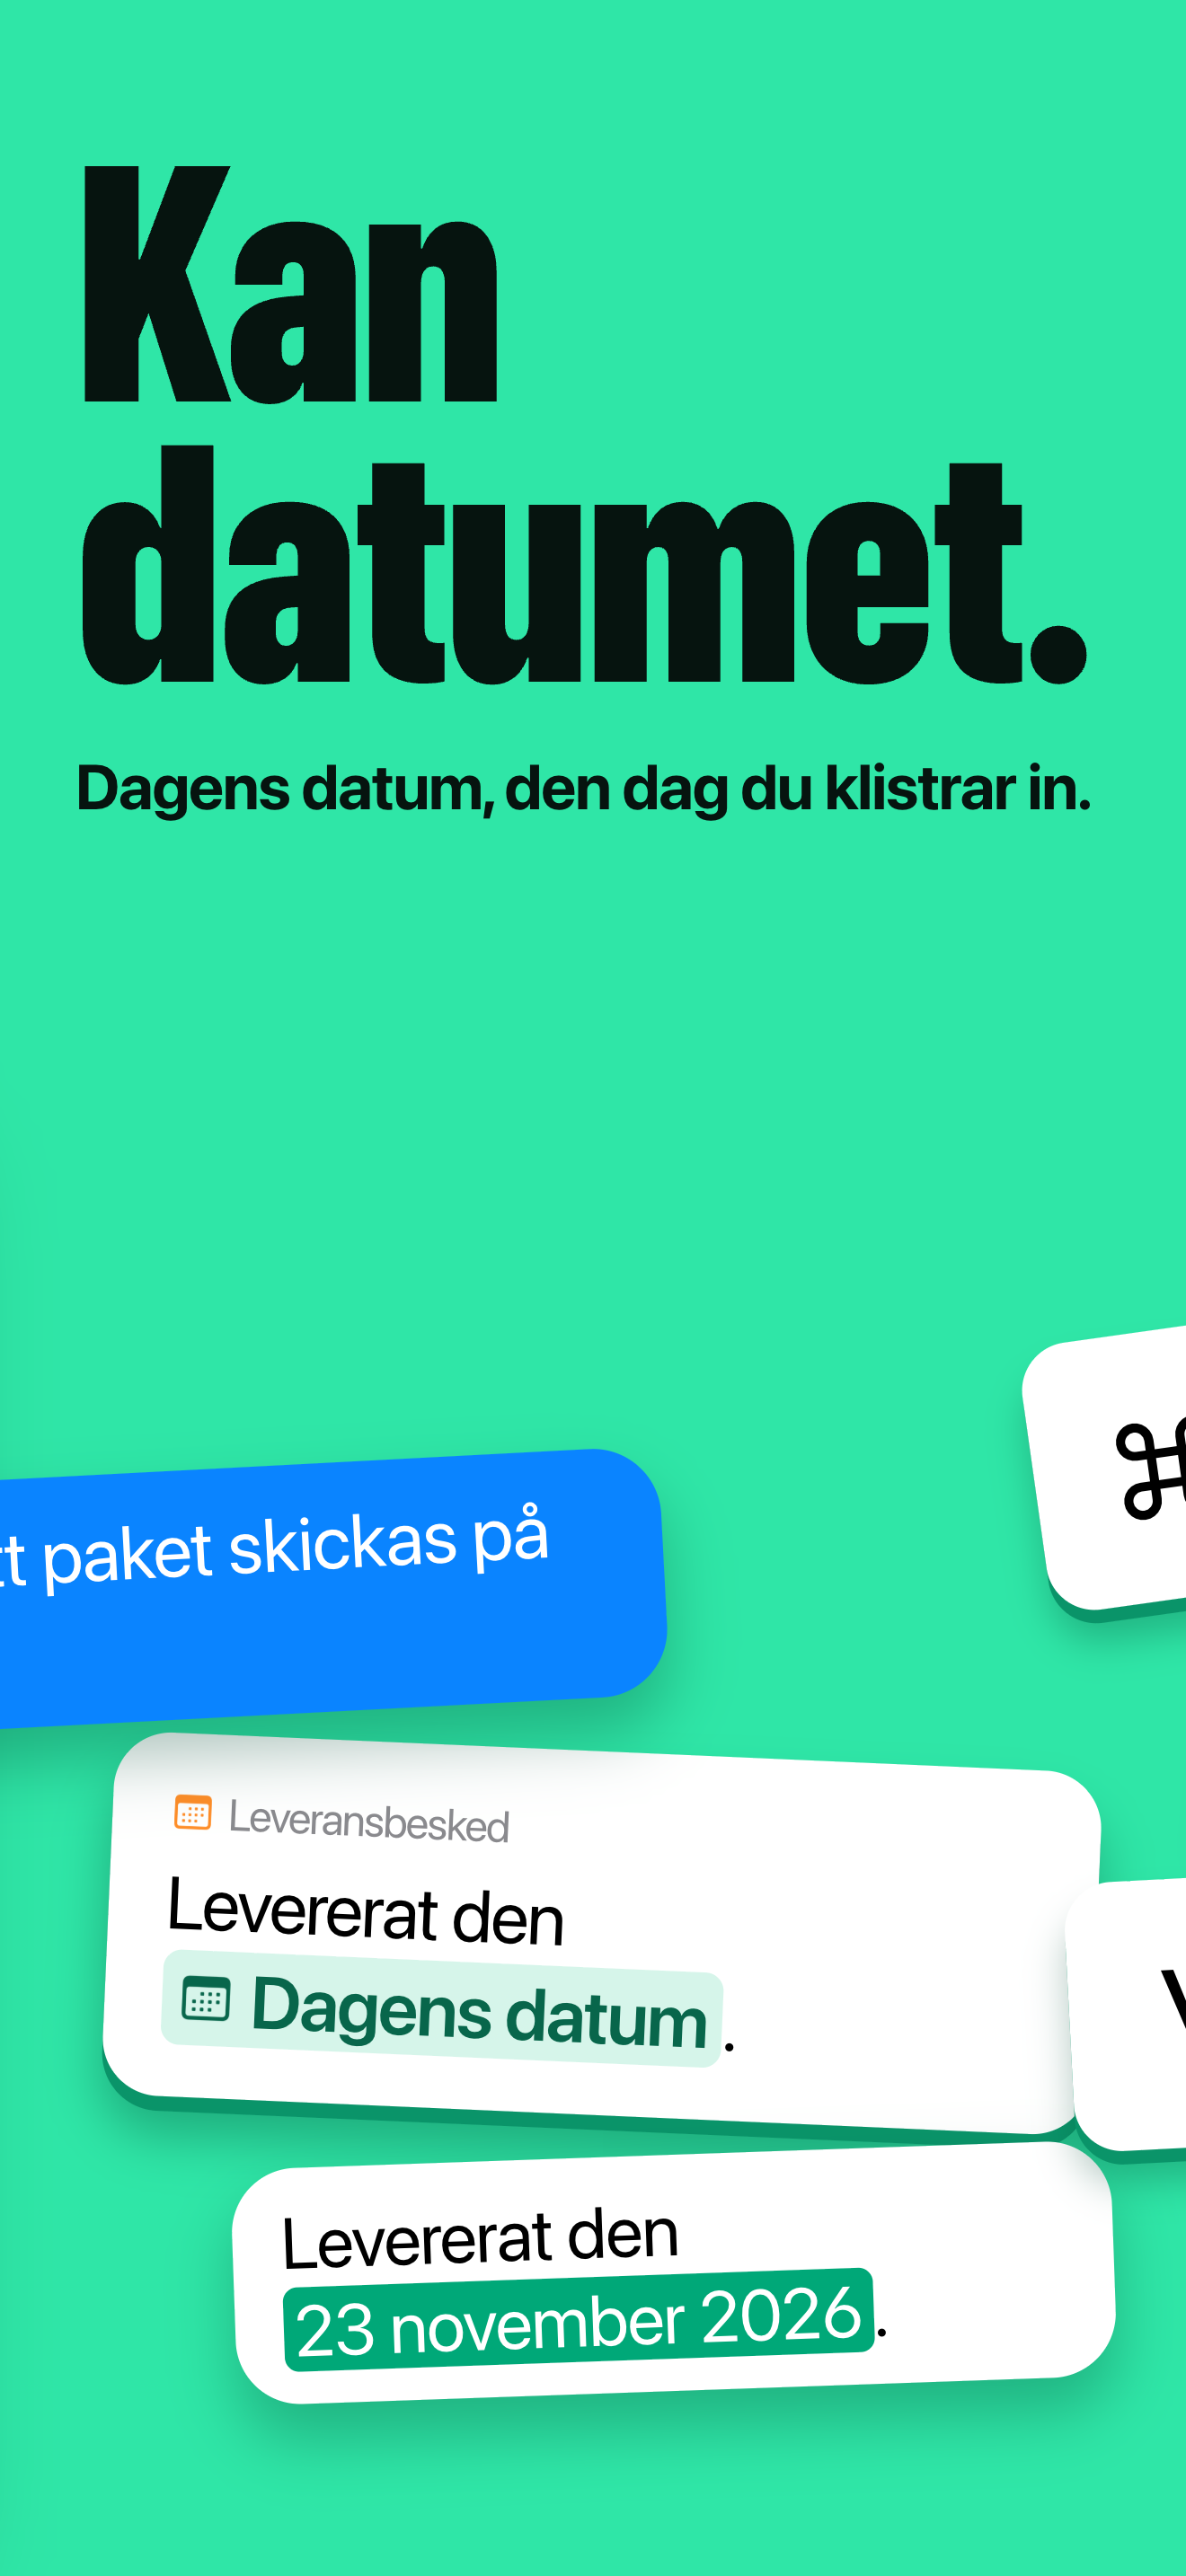 Kan
datumet.
Dagens datum, den dag du klistrar in.
⌘
paket skickas på
Leveransbesked
Levererat den
Dagens datum.
Levererat den
23 november 2026.